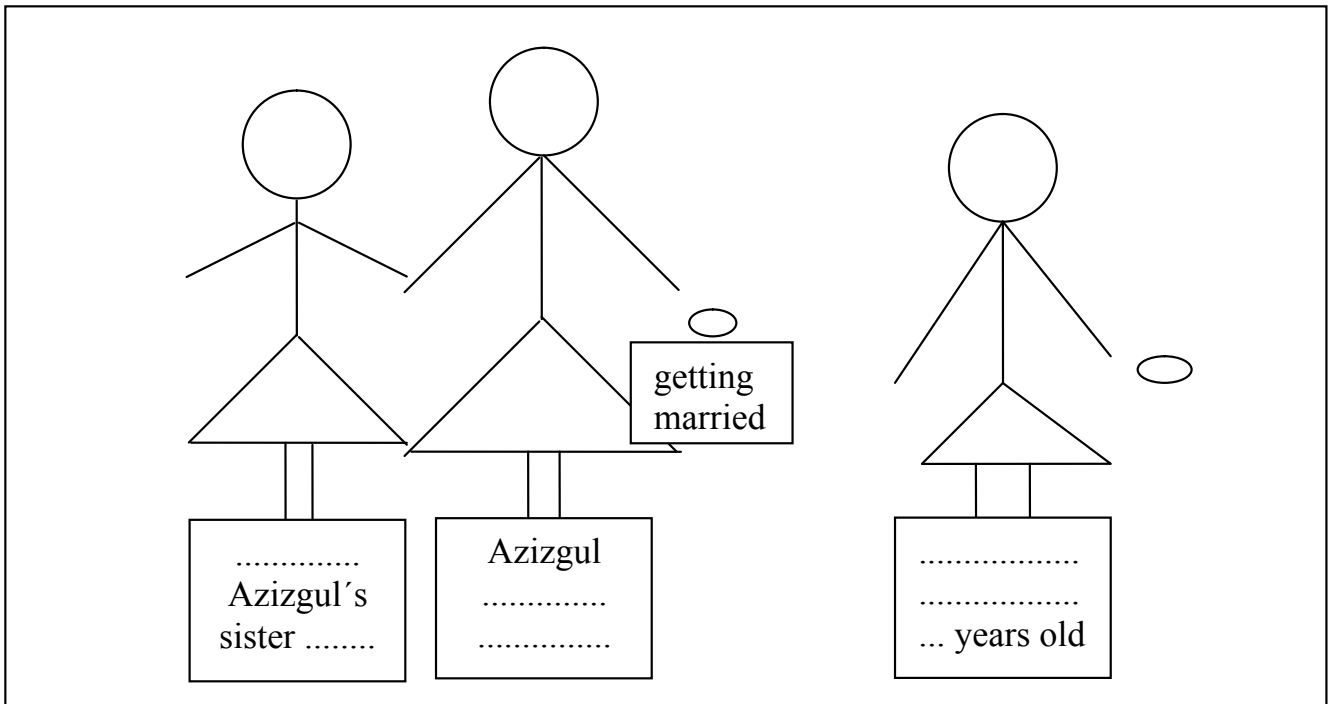 getting
married
..............
Azizgul´s
sister ........
Azizgul
..............
...............
..................
..................
... years old